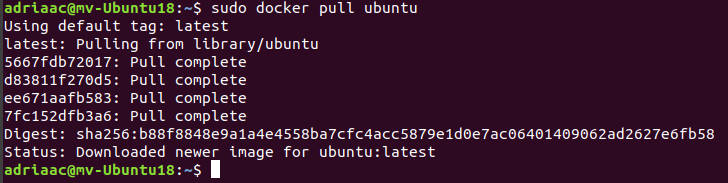 adriaac@mv-Ubuntu18:~$ sudo docker pull ubuntu
Using default tag: latest
latest: Pulling from library/ubuntu
5667fdb72017: Pull complete
d83811f270d5: Pull complete
ee671aafb583: Pull complete
7fc152dfb3a6: Pull complete
Digest: sha256:b88f8848e9a1a4e4558ba7cfc4acc5879e1d0e7ac06401409062ad2627e6fb58
Status: Downloaded newer image for ubuntu:latest
adriaac@mv-Ubuntu18:~$